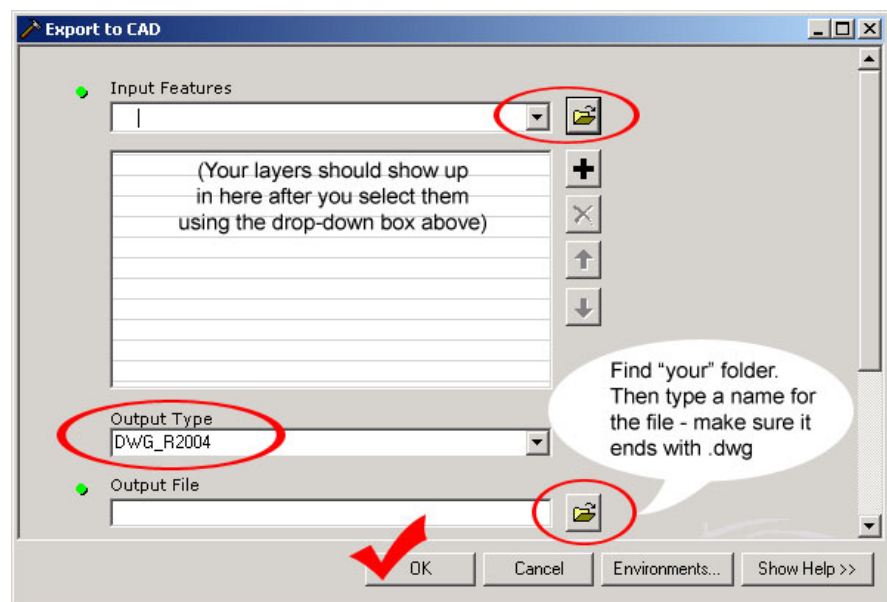 Export to CAD
Input Features
(Your layers should show up
in here after you select them
using the drop-down box above)
Find “your” folder.
Then type a name for
the file - make sure it
ends with .dwg
Output Type
DWG_R2004
Output File
OK
Cancel
Environments...
Show Help >>